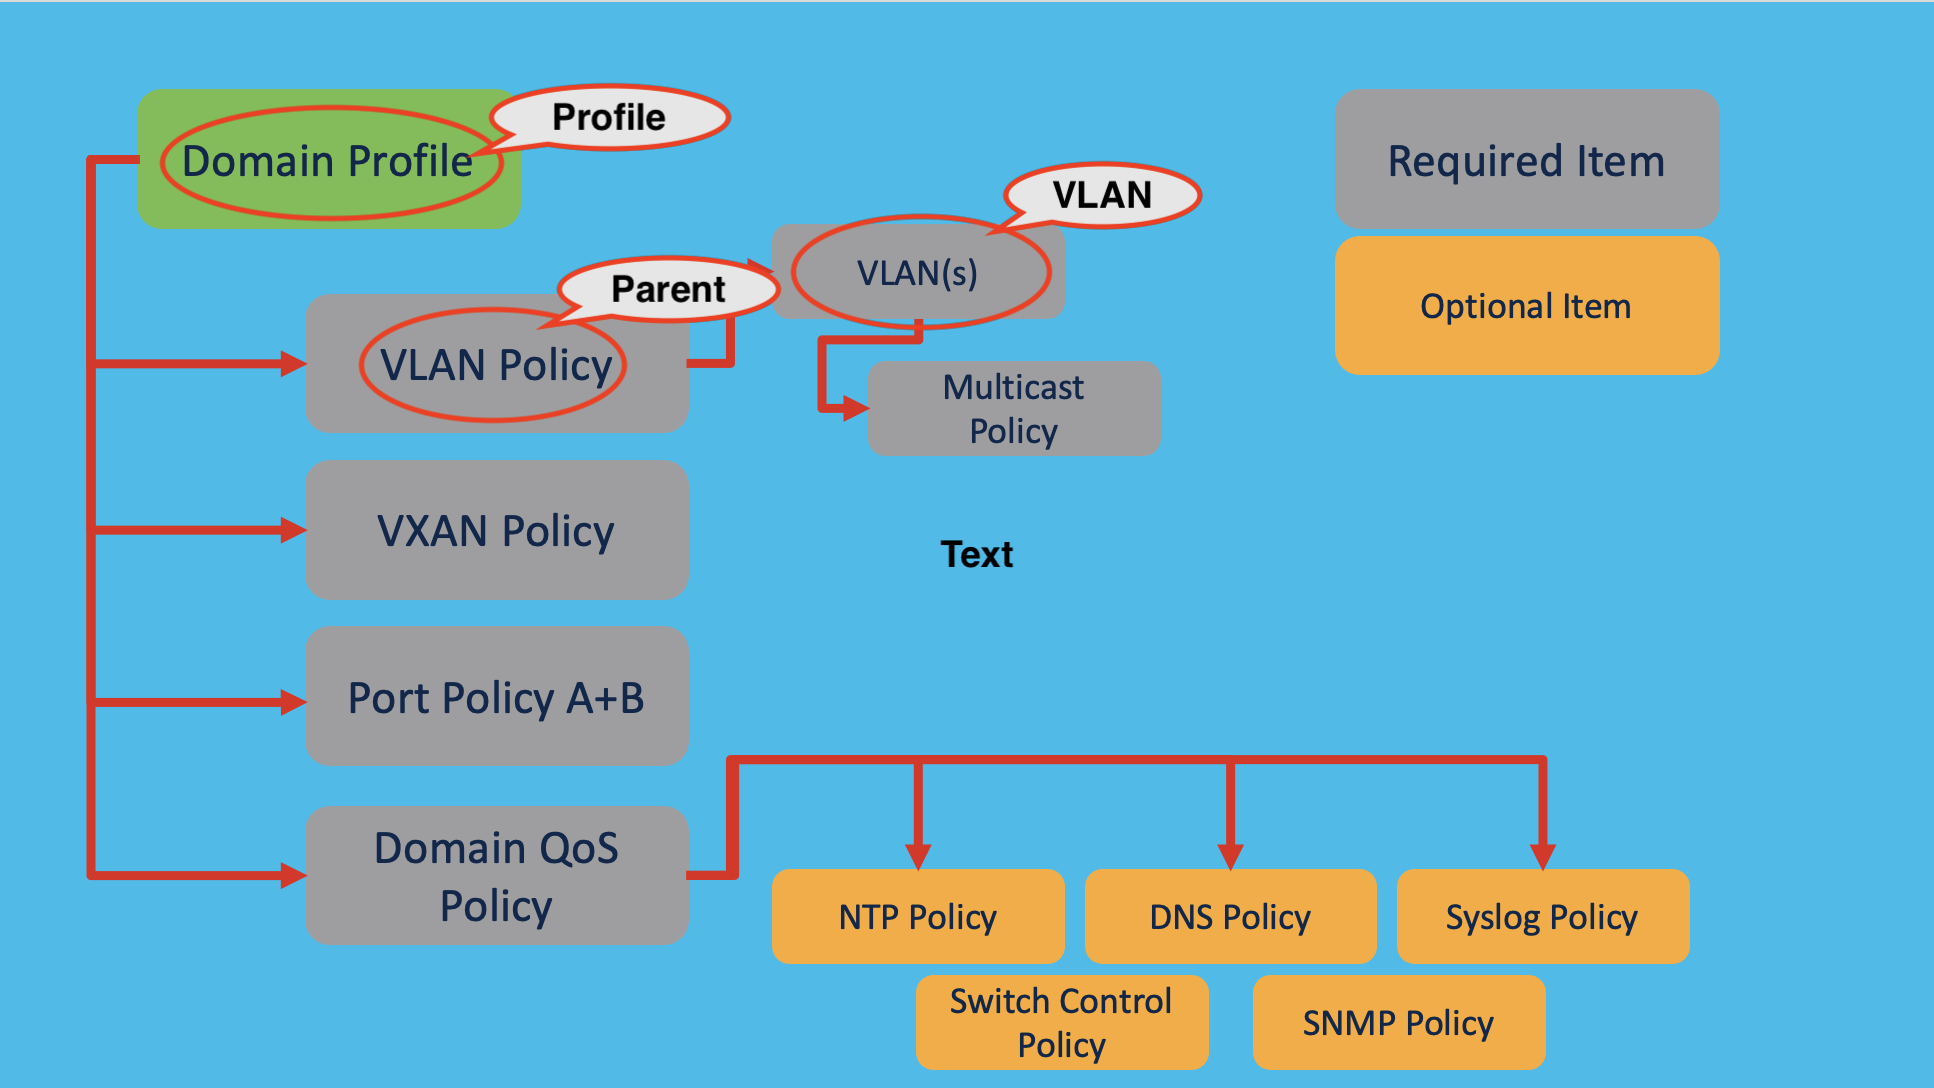 Profile
Domain Profile
VLAN
Required Item
VLAN(s)
Parent
Optional Item
VLAN Policy
Multicast
Policy
VXAN Policy
Text
Port Policy A+B
Domain QoS
Policy
NTP Policy
DNS Policy
Syslog Policy
Switch Control
Policy
SNMP Policy